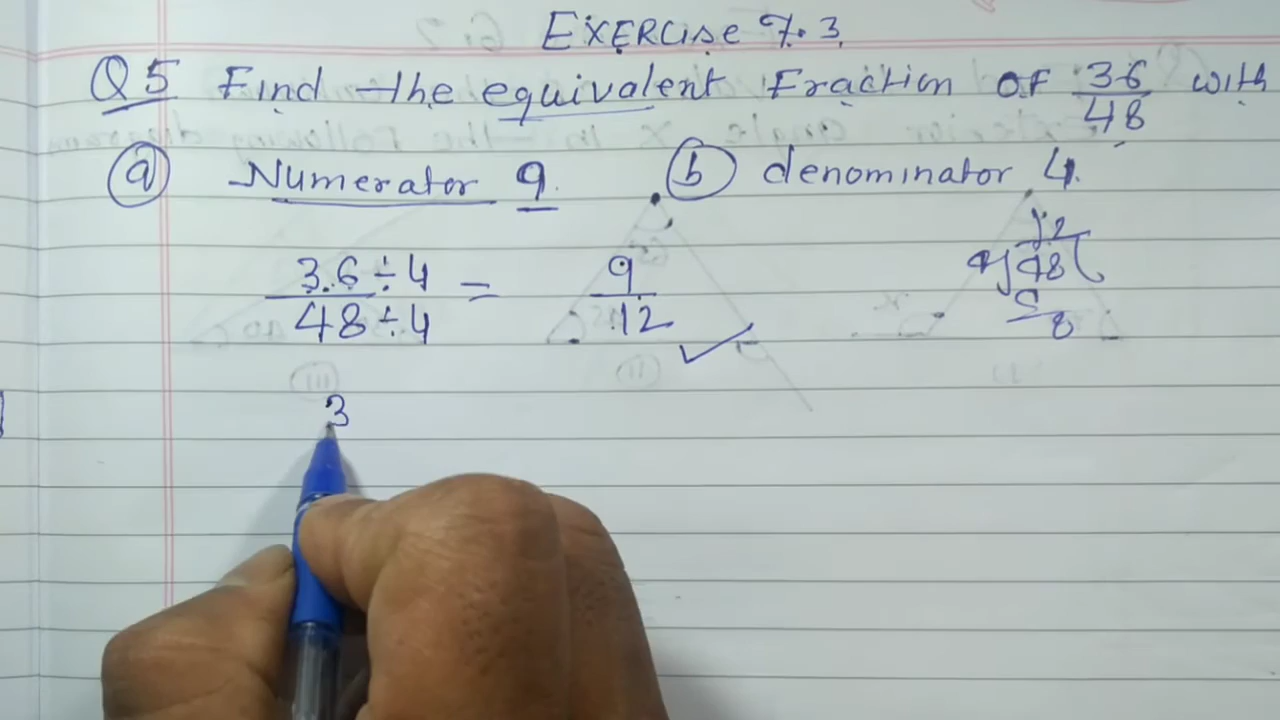 EXERCISE 7.3
Q5 Find the equivalent Fraction of 36/48 with
(a) Numerator 9. (b) denominator 4.
36÷4/48÷4 = 9/12
12
4)48(
8
3